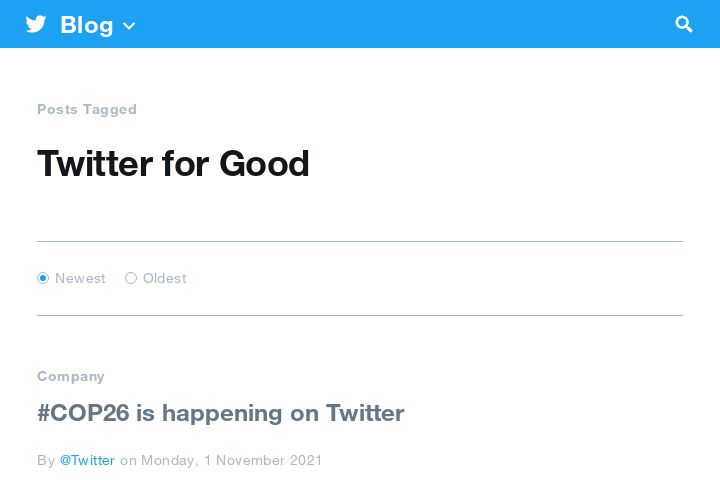 Blog
Posts Tagged
Twitter for Good
Newest Oldest
Company
#COP26 is happening on Twitter
By @Twitter on Monday, 1 November 2021